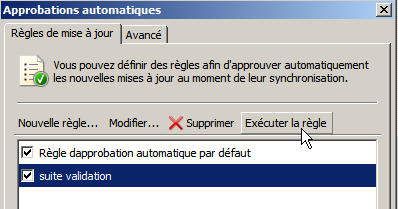 Approbations automatiques
Règles de mise à jour Avancé
Vous pouvez définir des règles afin d'approuver automatiquement
les nouvelles mises à jour au moment de leur synchronisation.
Nouvelle règle... Modifier... Supprimer Exécuter la règle
Règle dapprobation automatique par défaut
suite validation